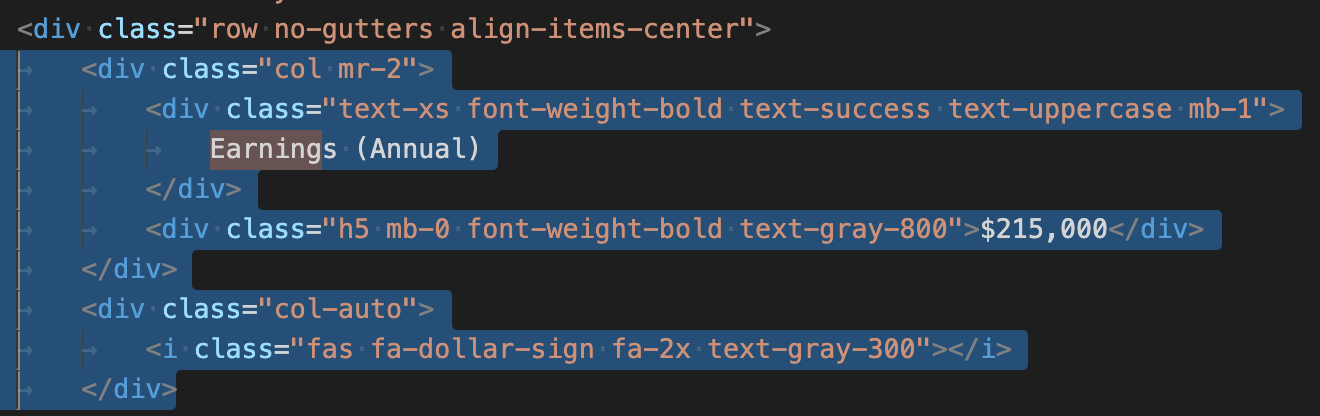 <div class="row no-gutters align-items-center">
<div class="col mr-2">
<div class="text-xs font-weight-bold text-success text-uppercase mb-1">
Earnings (Annual)
</div>
<div class="h5 mb-0 font-weight-bold text-gray-800">$215,000</div>
</div>
<div class="col-auto">
<i class="fas fa-dollar-sign fa-2x text-gray-300"></i>
</div>